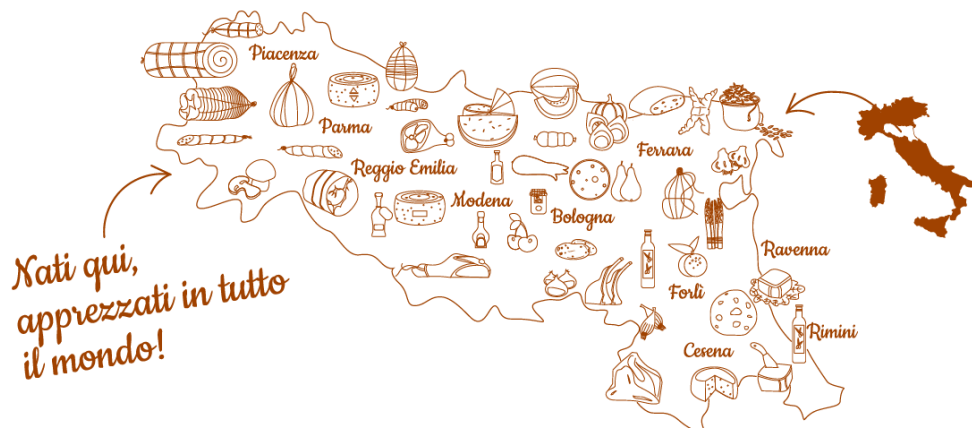 Piacenza
Parma
Reggio Emilia
Modena
Bologna
Ferrara
Ravenna
Forlì
Rimini
Cesena
Nati qui,
apprezzati in tutto
il mondo!